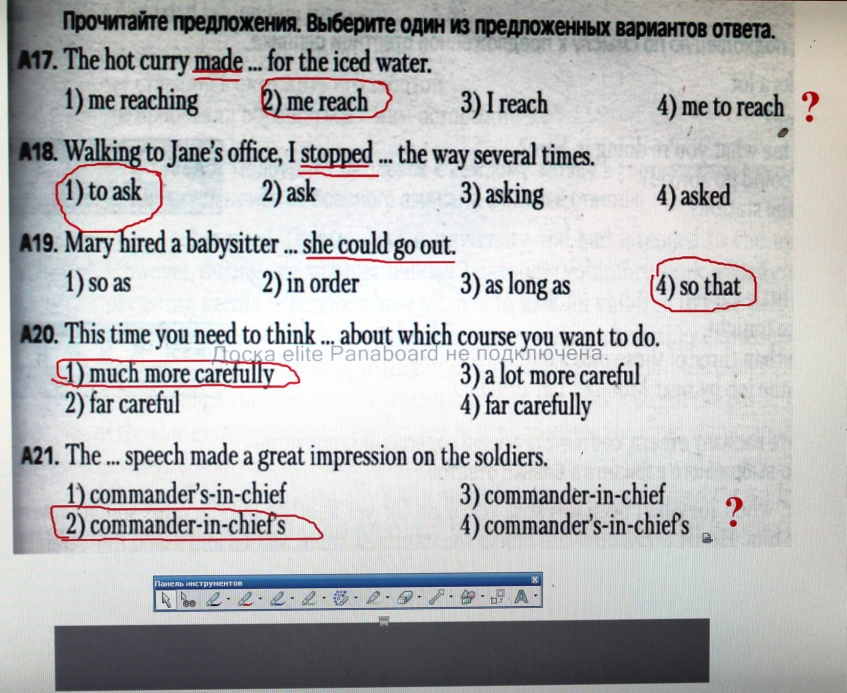 Прочитайте предложения. Выберите один из предложенных вариантов ответа.
A17. The hot curry made ... for the iced water.
1) me reaching 2) me reach 3) I reach 4) me to reach ?
A18. Walking to Jane's office, I stopped ... the way several times.
1) to ask 2) ask 3) asking 4) asked
A19. Mary hired a babysitter ... she could go out.
1) so as 2) in order 3) as long as 4) so that
A20. This time you need to think ... about which course you want to do.
Доска elite Panaboard не подключена.
1) much more carefully 3) a lot more careful
2) far careful 4) far carefully
A21. The ... speech made a great impression on the soldiers.
1) commander's-in-chief 3) commander-in-chief
2) commander-in-chief's 4) commander's-in-chief's ?
Панель инструментов